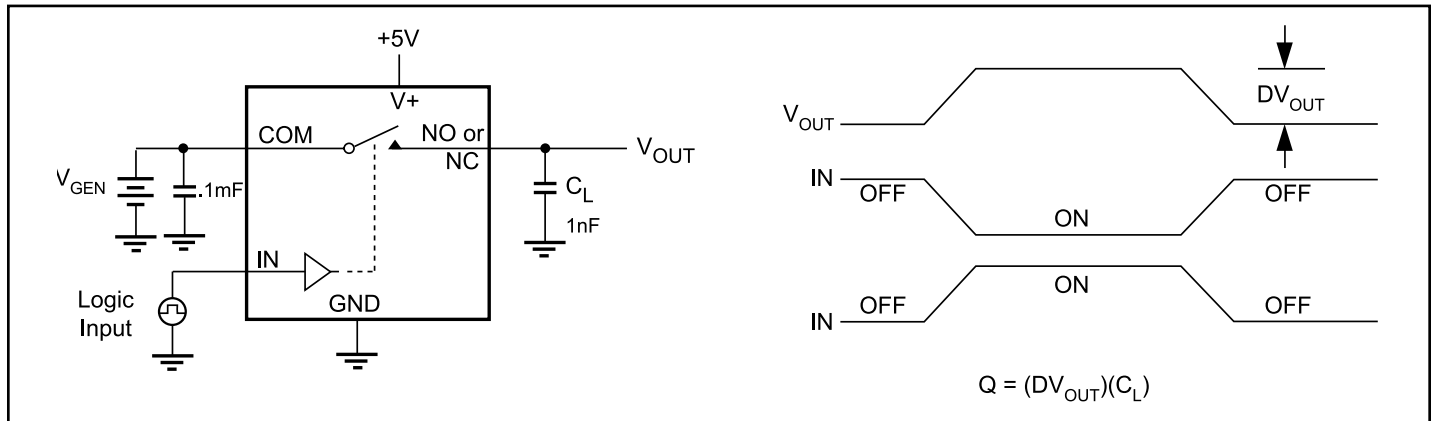 +5V
V+
COM
NO or
NC
V_OUT
V_GEN
.1mF
C_L
1nF
IN
Logic
Input
GND
V_OUT
DV_OUT
IN
OFF
ON
OFF
IN
OFF
ON
OFF
Q = (DV_OUT)(C_L)